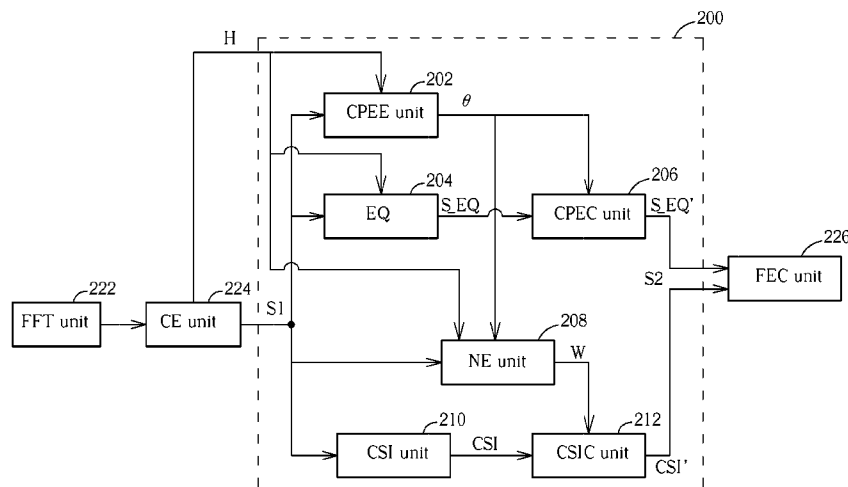 200
H
202
CPEE unit
θ
204
EQ
S_EQ
206
CPEC unit
S_EQ'
226
FEC unit
S2
222
FFT unit
224
CE unit
S1
208
NE unit
W
210
CSI unit
CSI
212
CSIC unit
CSI'